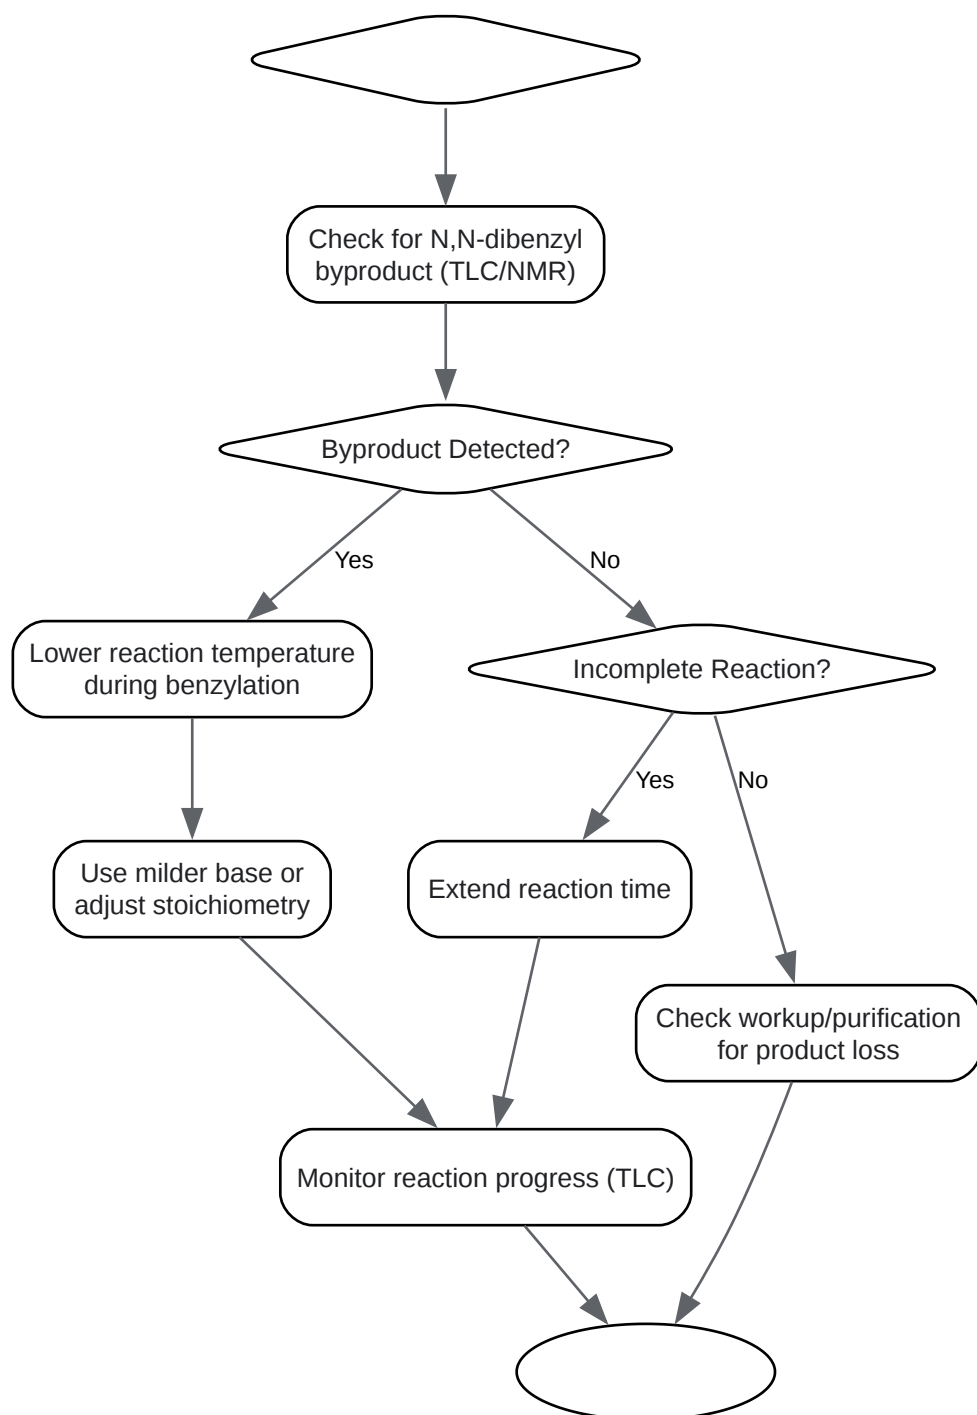 Check for N,N-dibenzyl
byproduct (TLC/NMR)
Byproduct Detected?
Yes
No
Lower reaction temperature
during benzylation
Incomplete Reaction?
Yes
No
Use milder base or
adjust stoichiometry
Extend reaction time
Check workup/purification
for product loss
Monitor reaction progress (TLC)